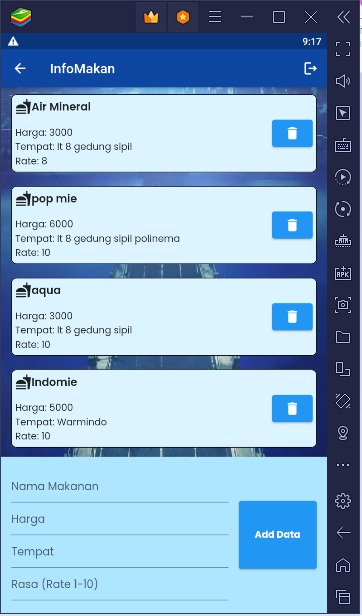 9:17
InfoMakan
Air Mineral
Harga: 3000
Tempat: lt 8 gedung sipil
Rate: 8
pop mie
Harga: 6000
Tempat: lt 8 gedung sipil polinema
Rate: 10
aqua
Harga: 3000
Tempat: lt 8 gedung sipil
Rate: 10
Indomie
Harga: 5000
Tempat: Warmindo
Rate: 10
Nama Makanan
Harga
Tempat
Rasa (Rate 1-10)
Add Data